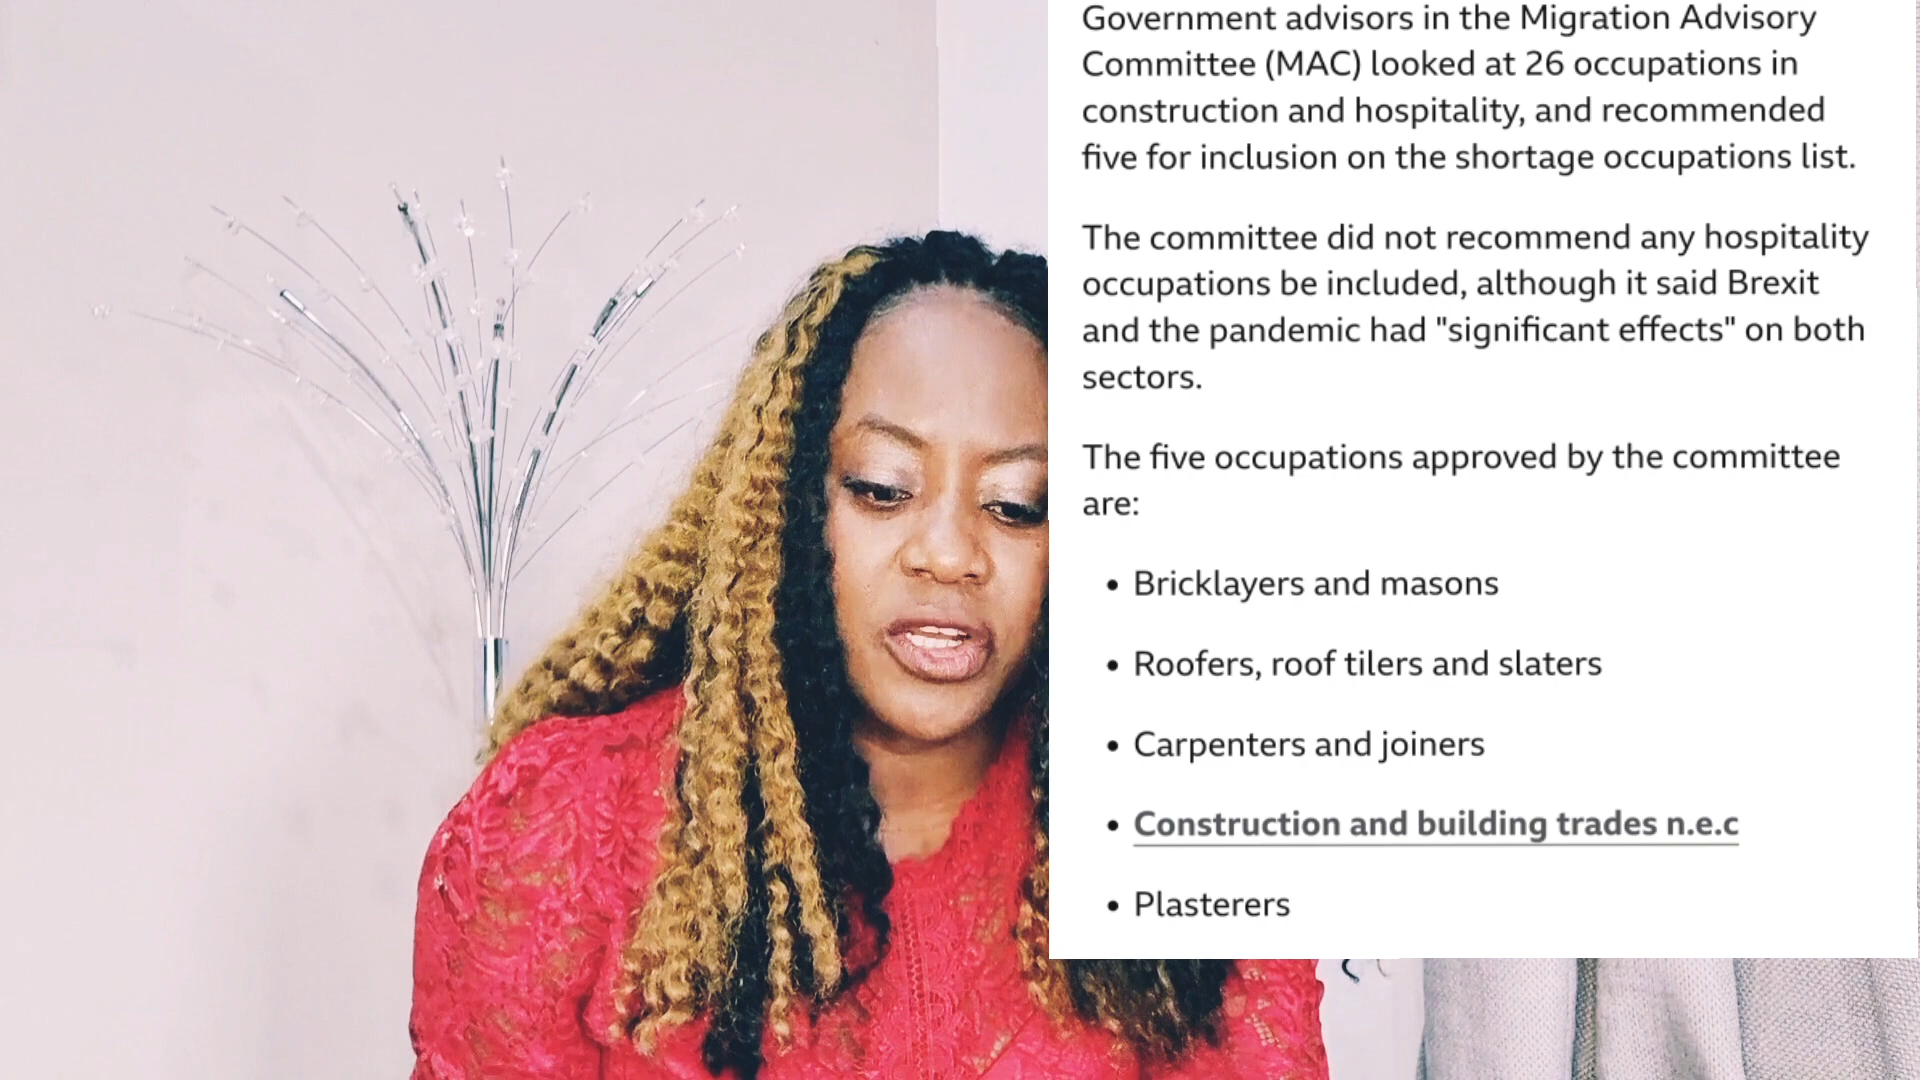 Government advisors in the Migration Advisory
Committee (MAC) looked at 26 occupations in
construction and hospitality, and recommended
five for inclusion on the shortage occupations list.
The committee did not recommend any hospitality
occupations be included, although it said Brexit
and the pandemic had "significant effects" on both
sectors.
The five occupations approved by the committee
are:
• Bricklayers and masons
• Roofers, roof tilers and slaters
• Carpenters and joiners
• Construction and building trades n.e.c
• Plasterers